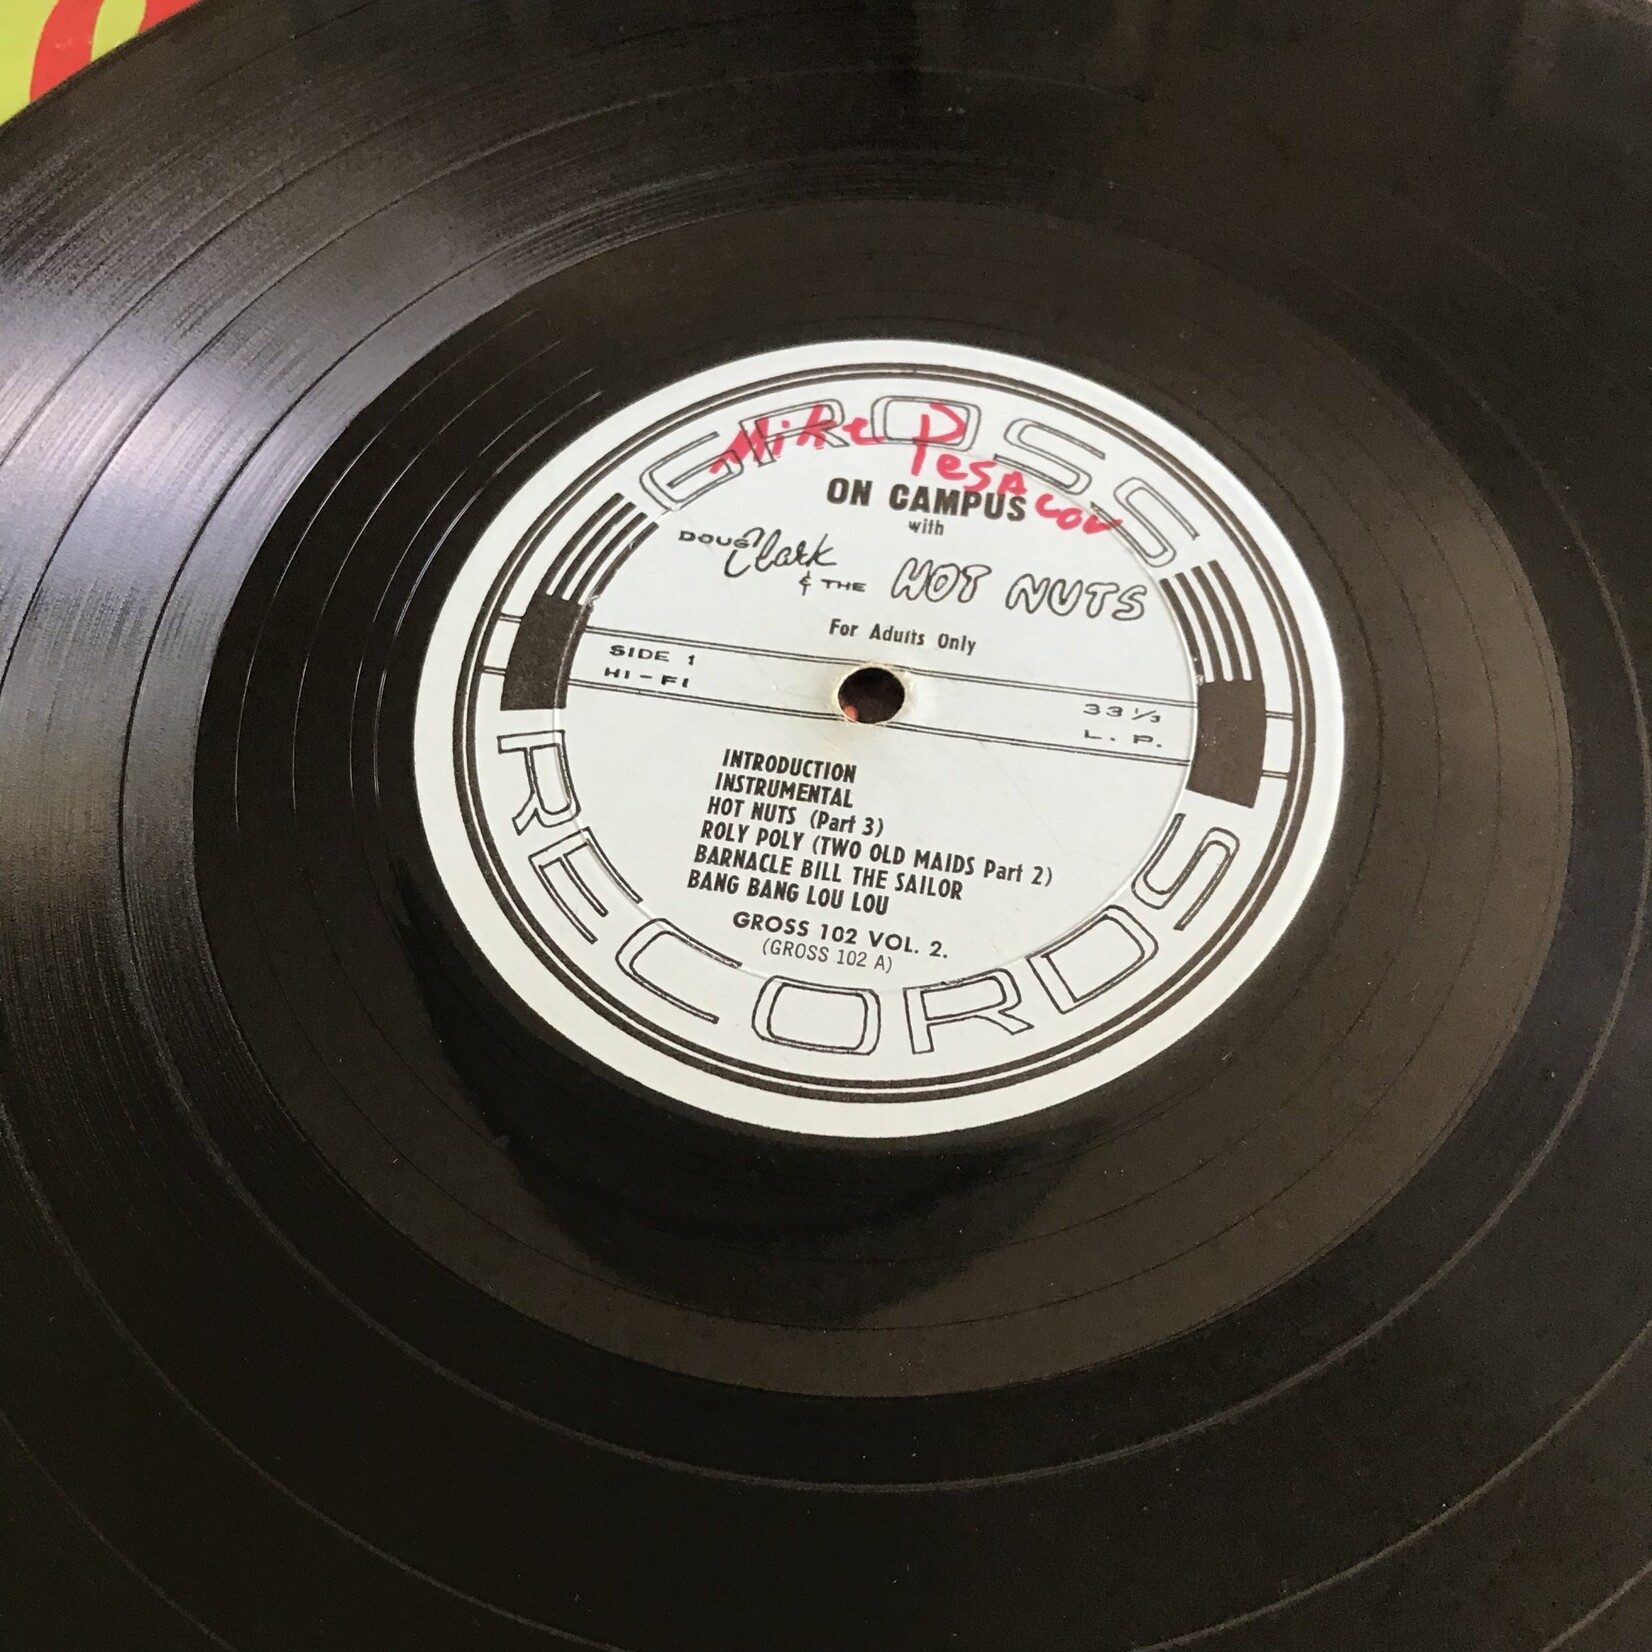 GROSS
Mike Pesacov
ON CAMPUS
with
DOUG Clark
& THE HOT NUTS
For Adults Only
SIDE 1
HI-FI
33 1/3
L. P.
INTRODUCTION
INSTRUMENTAL
HOT NUTS (Part 3)
ROLY POLY (TWO OLD MAIDS Part 2)
BARNACLE BILL THE SAILOR
BANG BANG LOU LOU
GROSS 102 VOL. 2.
(GROSS 102 A)
RECORDS